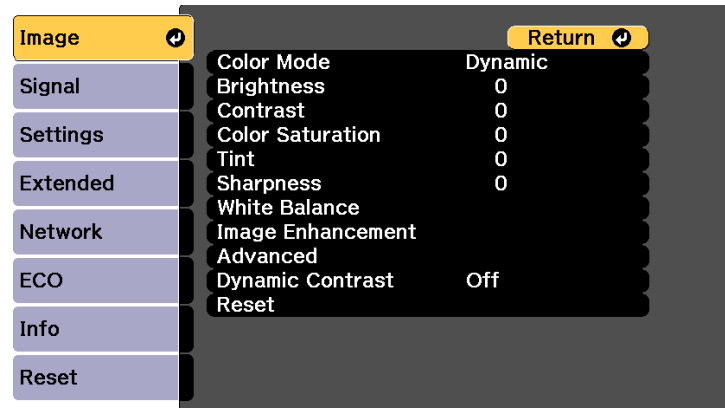 Image
Signal
Settings
Extended
Network
ECO
Info
Reset
Return
Color Mode Dynamic
Brightness 0
Contrast 0
Color Saturation 0
Tint 0
Sharpness 0
White Balance
Image Enhancement
Advanced
Dynamic Contrast Off
Reset